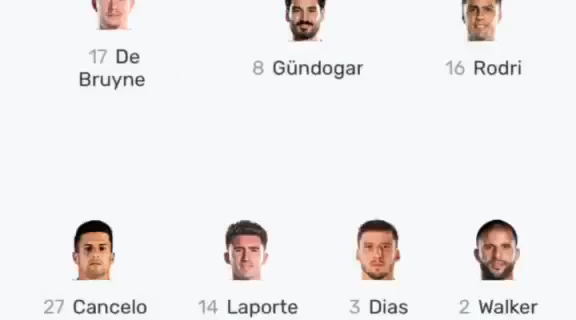 17 De Bruyne
8 Gündogar
16 Rodri
27 Cancelo
14 Laporte
3 Dias
2 Walker